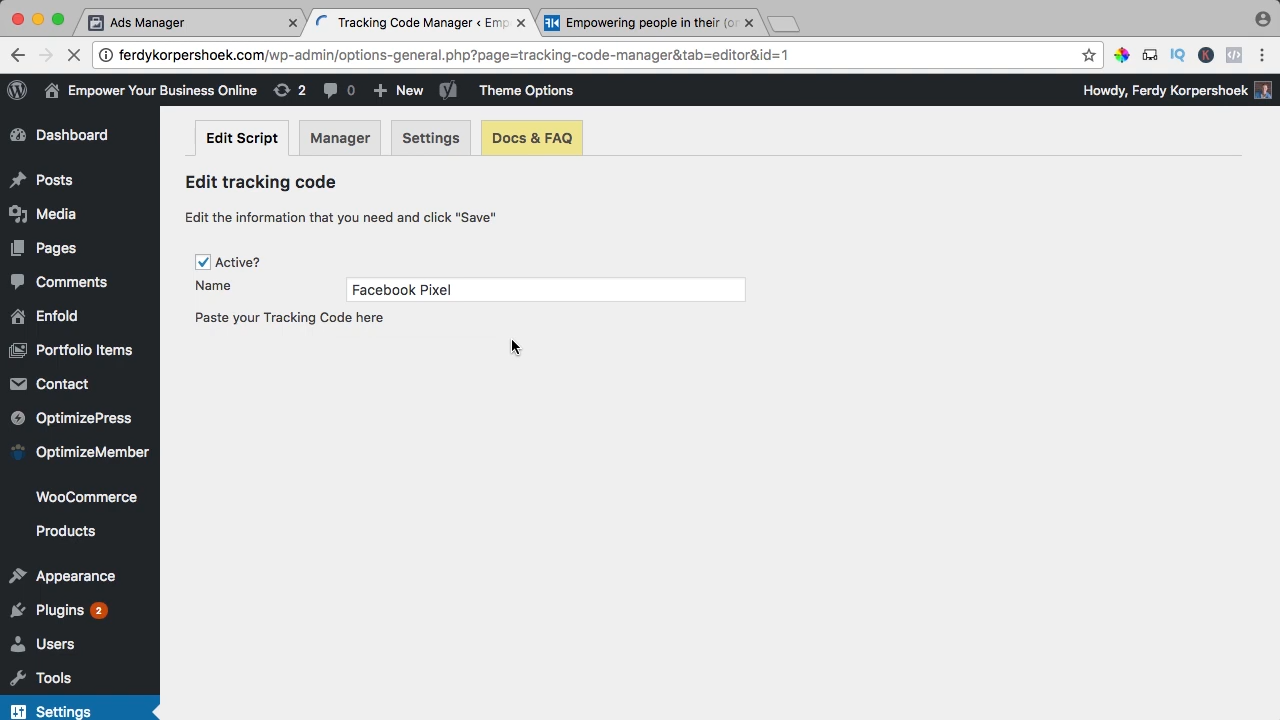 Ads Manager
Tracking Code Manager ‹ Emp
Empowering people in their (o
ferdykorpershoek.com/wp-admin/options-general.php?page=tracking-code-manager&tab=editor&id=1
Empower Your Business Online
2
0
New
Theme Options
Howdy, Ferdy Korpershoek
Dashboard
Posts
Media
Pages
Comments
Enfold
Portfolio Items
Contact
OptimizePress
OptimizeMember
WooCommerce
Products
Appearance
Plugins 2
Users
Tools
Settings
Edit Script
Manager
Settings
Docs & FAQ
Edit tracking code
Edit the information that you need and click "Save"
Active?
Name
Facebook Pixel
Paste your Tracking Code here